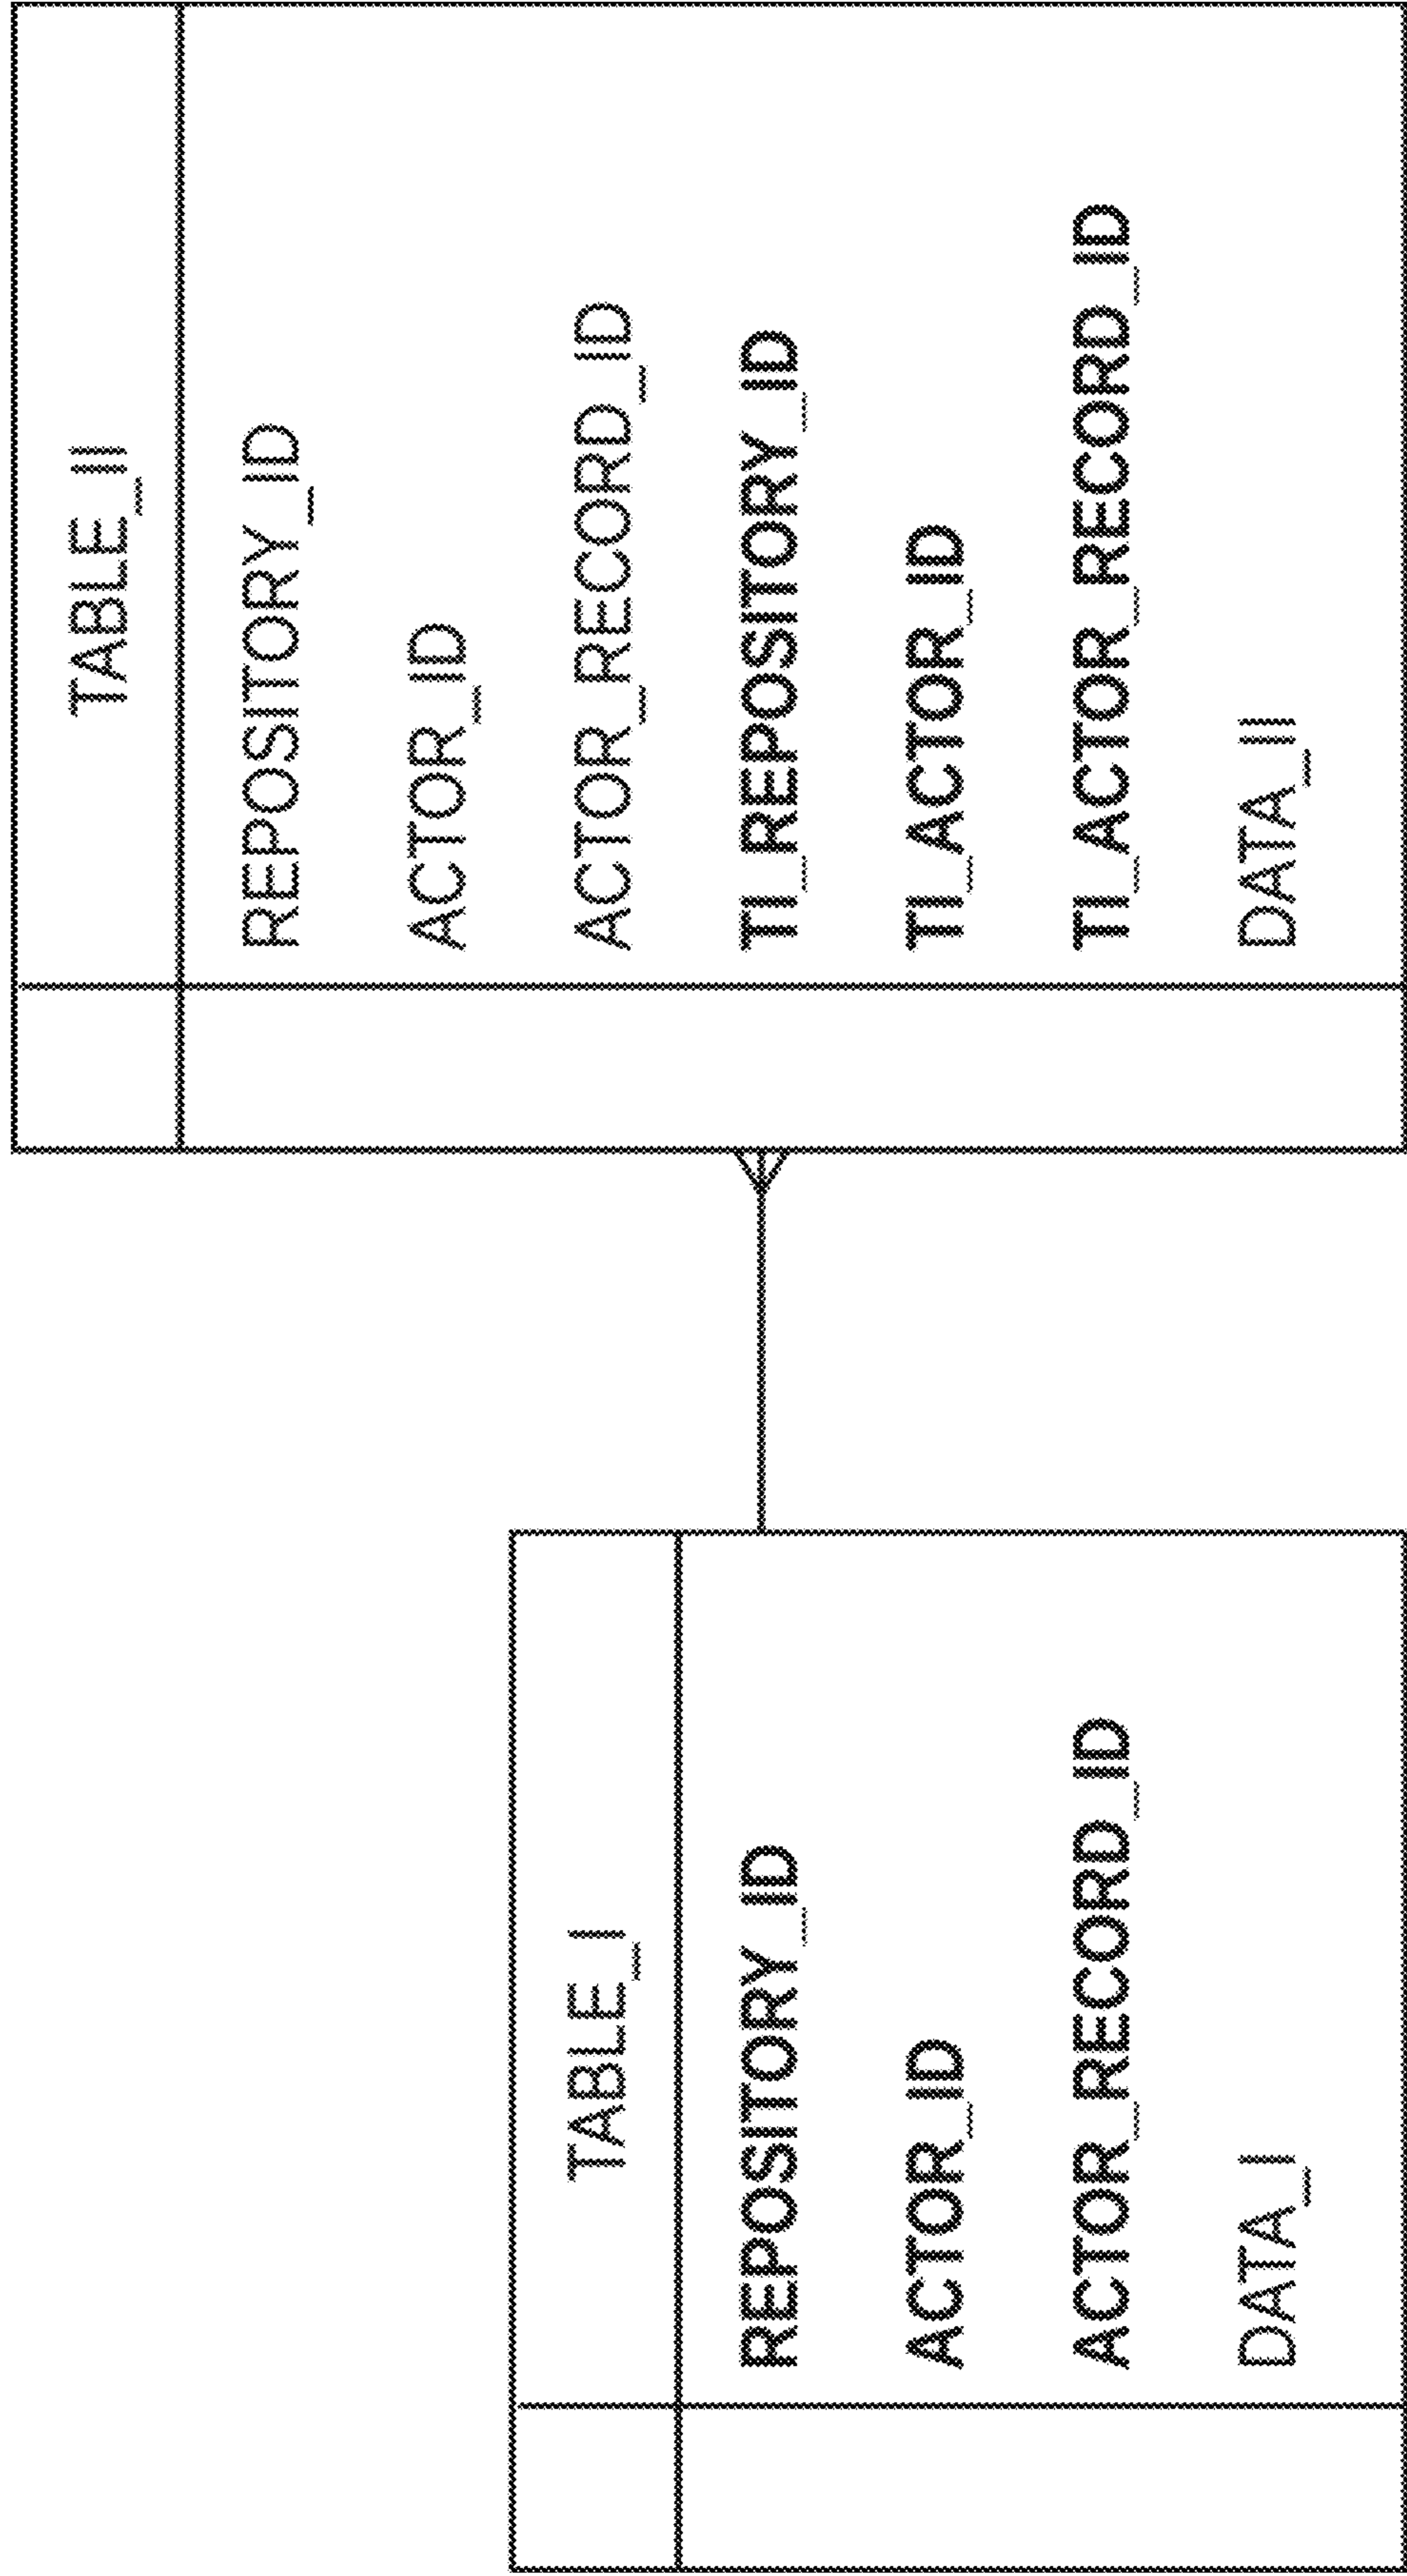 TABLE_I
REPOSITORY_ID
ACTOR_ID
ACTOR_RECORD_ID
DATA_I
TABLE_II
REPOSITORY_ID
ACTOR_ID
ACTOR_RECORD_ID
TI_REPOSITORY_ID
TI_ACTOR_ID
TI_ACTOR_RECORD_ID
DATA_II